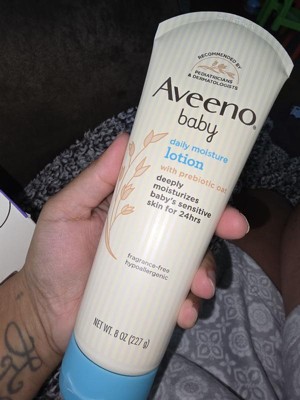 RECOMMENDED BY
PEDIATRICIANS
& DERMATOLOGISTS
Aveeno®
baby
daily moisture
lotion
with prebiotic oat
deeply
moisturizes
baby's sensitive
skin for 24hrs
fragrance-free
hypoallergenic
NET WT. 8 OZ (227 g)